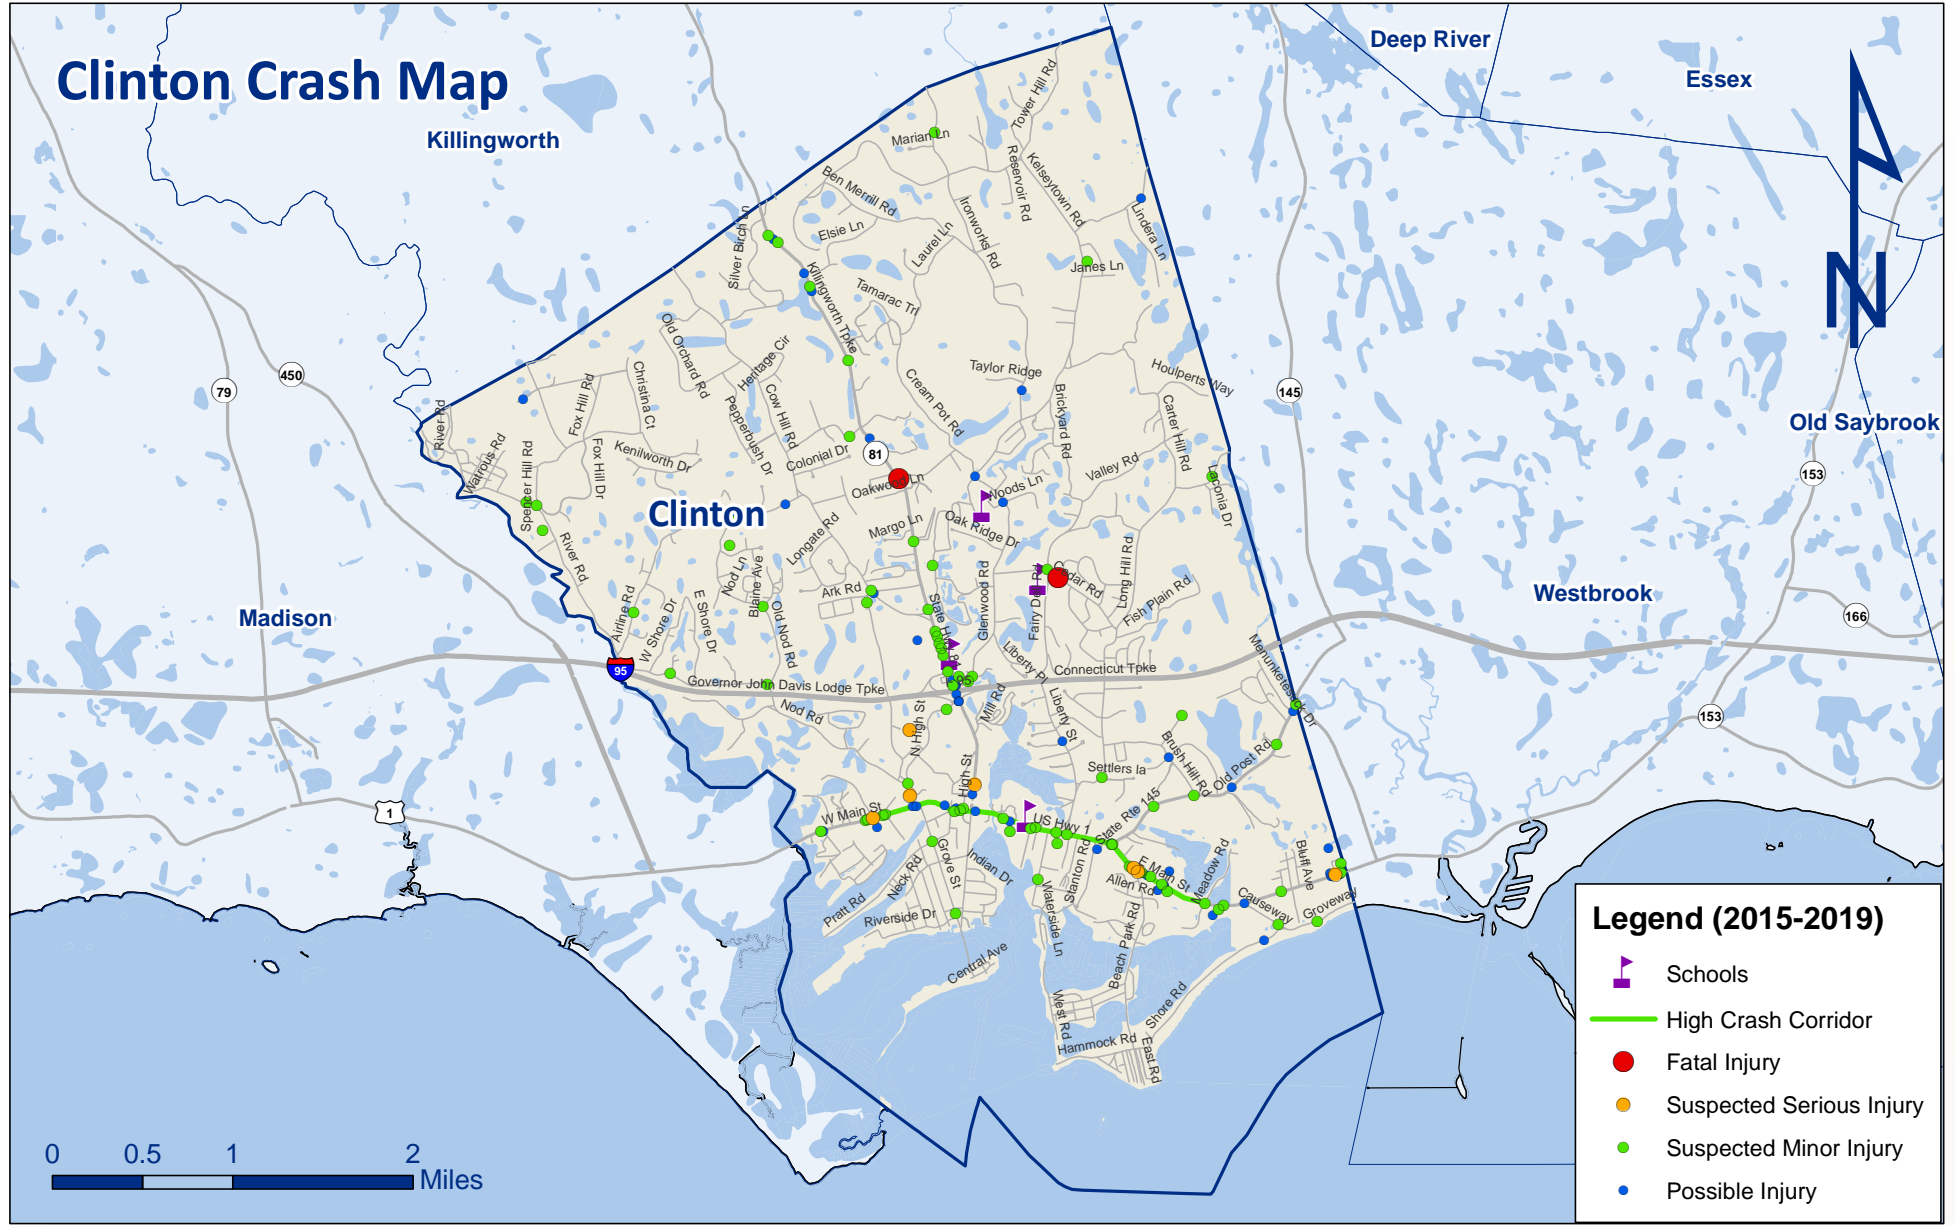 Clinton Crash Map
Deep River
Essex
Killingworth
Old Saybrook
Westbrook
Madison
Clinton
Tower Hill Rd
Marian Ln
Reservoir Rd
Kelseytown Rd
Ben Merrill Rd
Ironworks Rd
Lindera Ln
Silver Birch Ln
Elsie Ln
Laurel Ln
Janes Ln
Killingworth Tpke
Tamarac Trl
Old Orchard Rd
Heritage Cir
Christina Ct
Fox Hill Rd
Cow Hill Rd
Cream Pot Rd
Taylor Ridge
Houlperts Way
Brickyard Rd
Carter Hill Rd
River Rd
Watrous Rd
Spencer Hill Rd
Fox Hill Dr
Kenilworth Dr
Pepperbush Dr
Colonial Dr
81
Oakwood Ln
Valley Rd
Laconia Dr
Woods Ln
Oak Ridge Dr
Margo Ln
Longate Rd
River Rd
Nod Ln
Blaine Ave
Ark Rd
Glenwood Rd
Fairy Dell Rd
Cedar Rd
Long Hill Rd
Fish Plain Rd
Airline Rd
W Shore Dr
E Shore Dr
Old Nod Rd
State Hwy 81
Liberty Pl
Connecticut Tpke
Menunketesuck Dr
95
Governor John Davis Lodge Tpke
I-95
Nod Rd
N High St
Mill Rd
Liberty St
Brush Hill Rd
Old Post Rd
Settlers la
High St
W Main St
US Hwy 1
State Rte 145
Neck Rd
Grove St
Indian Dr
Stanton Rd
E Main St
Allen Rd
Meadow Rd
Bluff Ave
Causeway
Groveway
Pratt Rd
Riverside Dr
Waterside Ln
Beach Park Rd
Central Ave
West Rd
Shore Rd
Hammock Rd
East Rd
79
450
145
153
166
153
1
N
0 0.5 1 2
Miles
Legend (2015-2019)
Schools
High Crash Corridor
Fatal Injury
Suspected Serious Injury
Suspected Minor Injury
Possible Injury